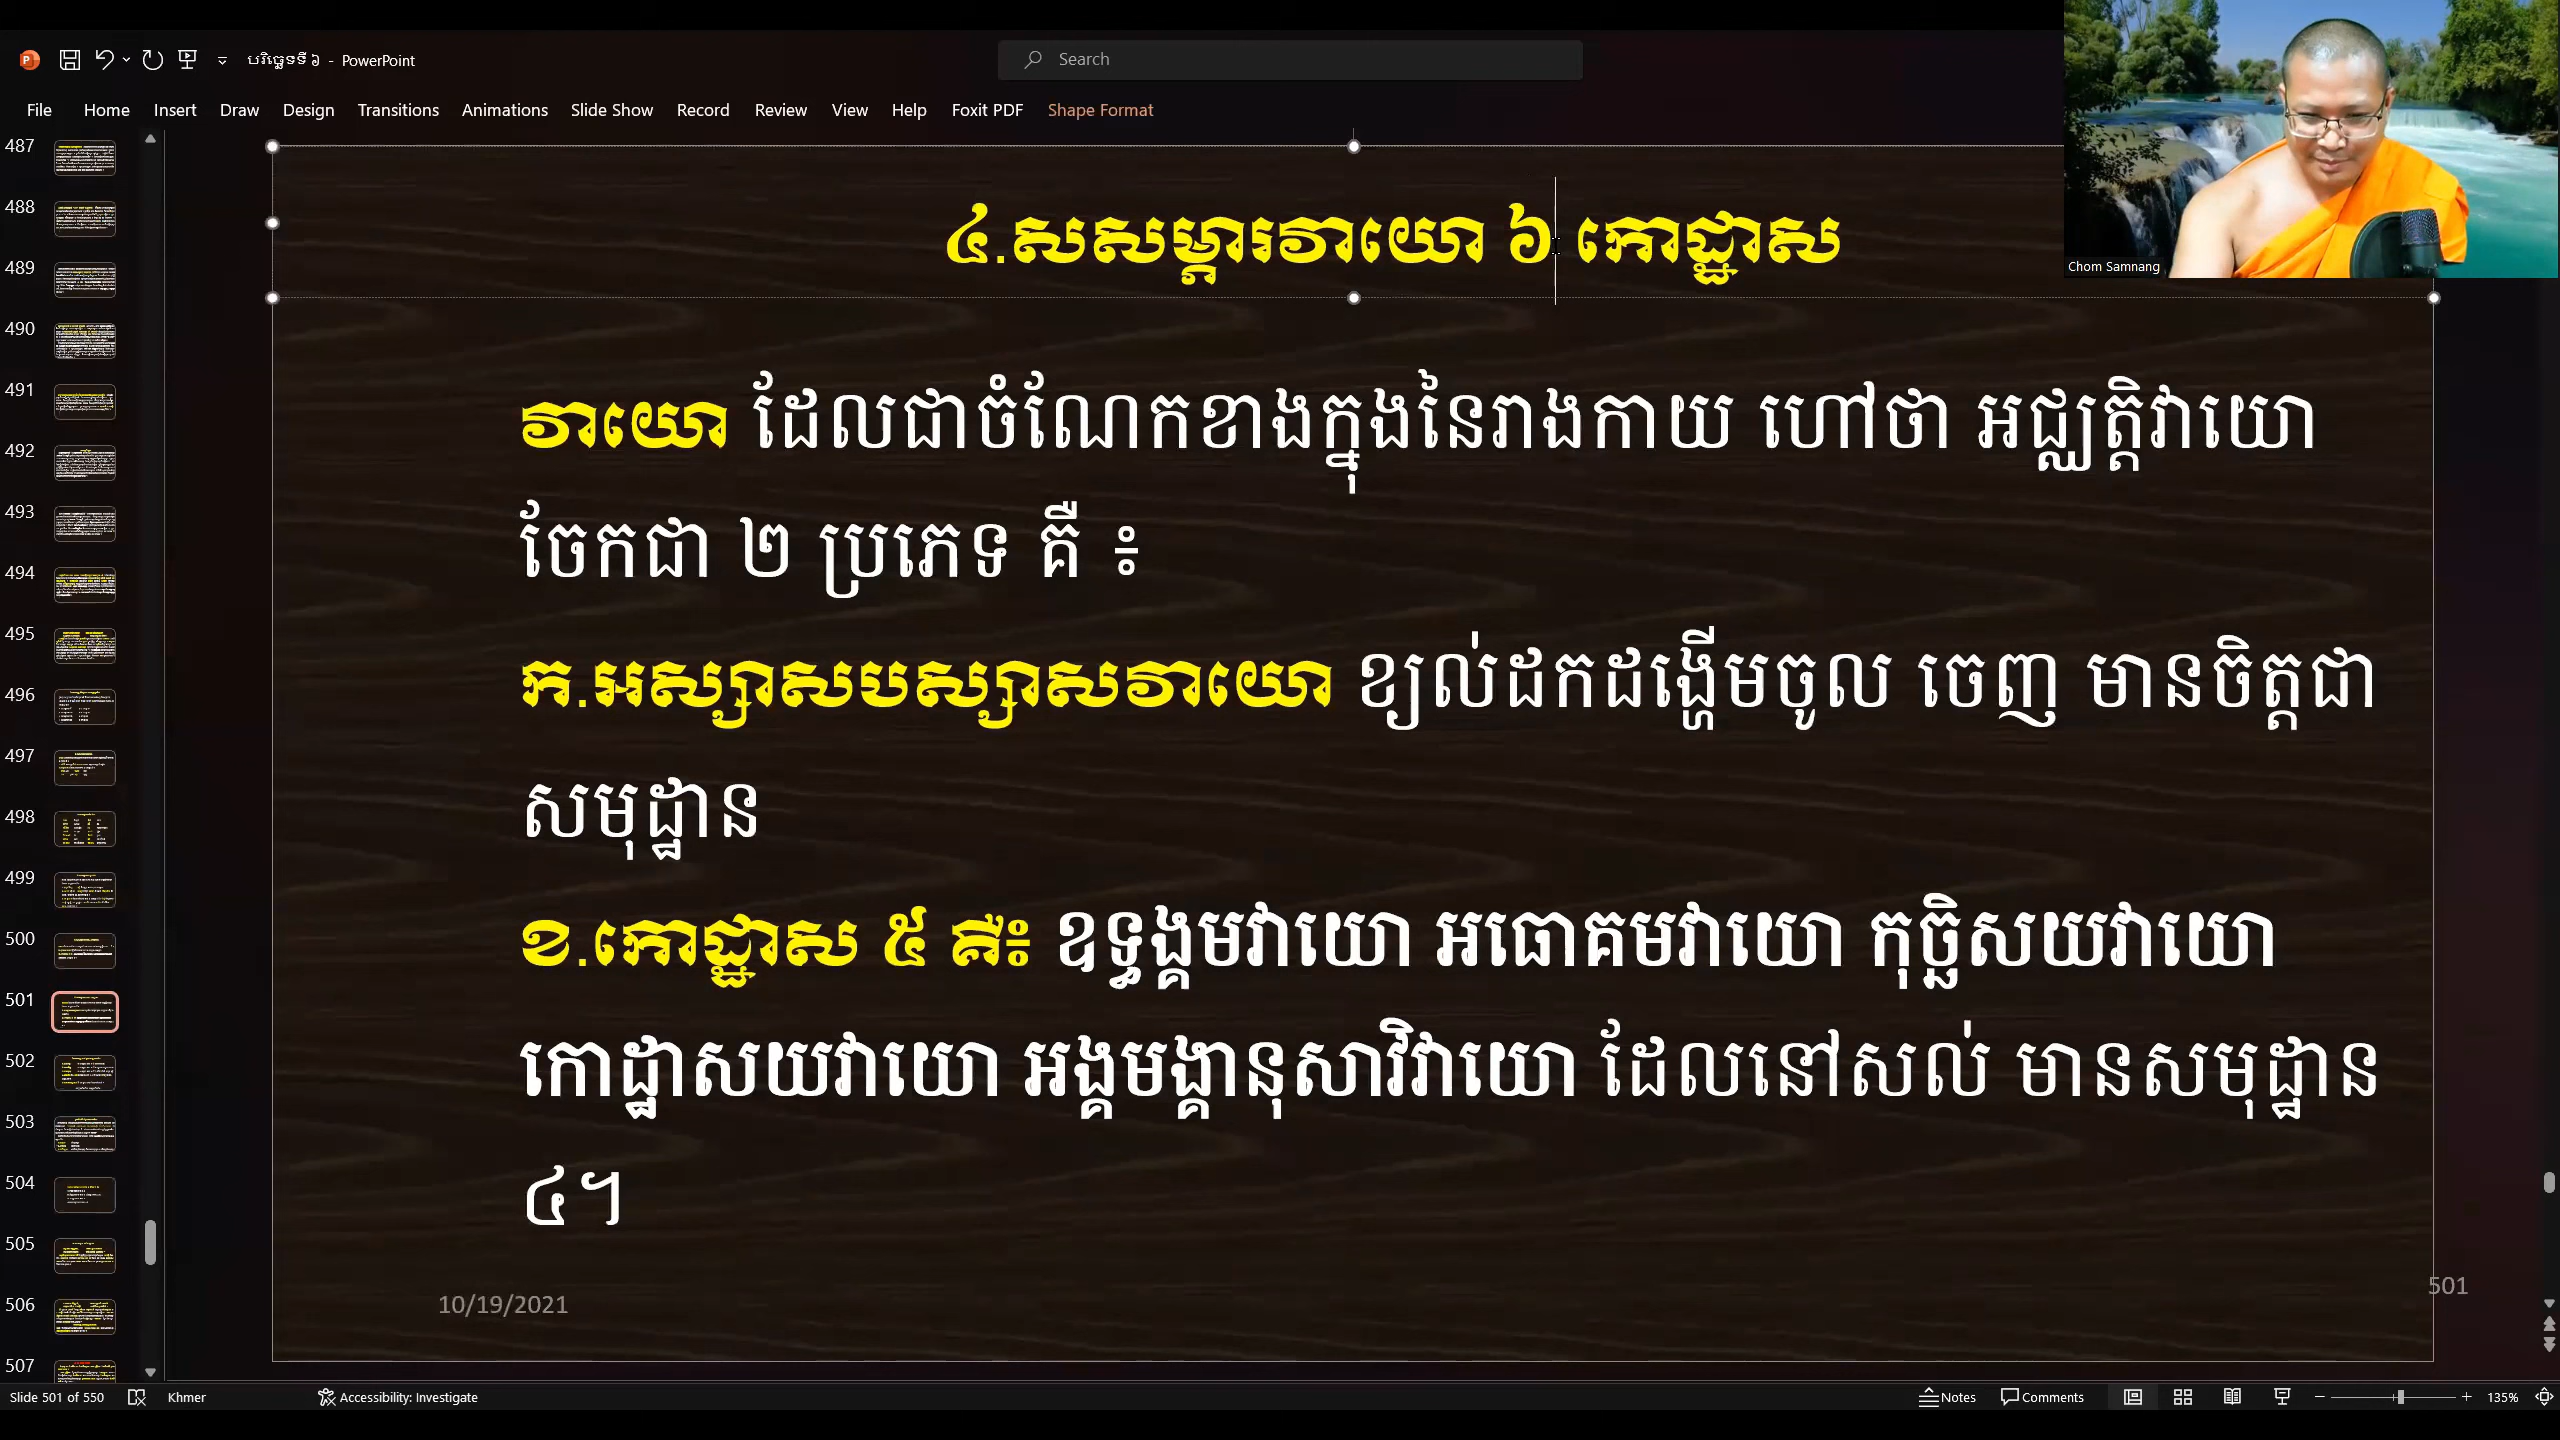 បរិច្ឆេទទី ៦ - PowerPoint
Search
File Home Insert Draw Design Transitions Animations Slide Show Record Review View Help Foxit PDF Shape Format
Chom Samnang
487
488
489
490
491
492
493
494
495
496
497
498
499
500
501
502
503
504
505
506
507
៤.សសម្ភារវាយោ ៦ កោដ្ឋាស
វាយោ ដែលជាចំណែកខាងក្នុងនៃរាងកាយ ហៅថា អជ្ឈត្តិវាយោ
ចែកជា ២ ប្រភេទ គឺ ៖
ក.អស្សាសបស្សាសវាយោ ខ្យល់ដកដង្ហើមចូល ចេញ មានចិត្តជា
សមុដ្ឋាន
ខ.កោដ្ឋាស ៥ គឺ៖ ឧទ្ធង្គមវាយោ អធោគមវាយោ កុច្ឆិសយវាយោ
កោដ្ឋាសយវាយោ អង្គមង្គានុសារិវាយោ ដែលនៅសល់ មានសមុដ្ឋាន
៤។
10/19/2021
501
Slide 501 of 550 Khmer Accessibility: Investigate Notes Comments 135%